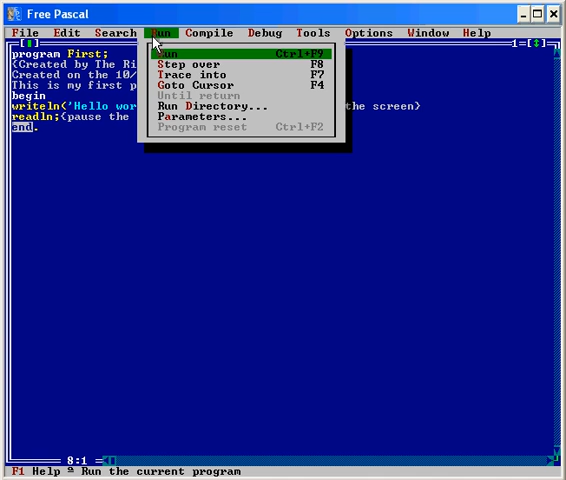 Free Pascal
File Edit Search Run Compile Debug Tools Options Window Help
1
program First;
{Created by The Ri
Created on the 10/
This is my first p
begin
writeln('Hello wor the screen}
readln;{pause the
end.
Run Ctrl+F9
Step over F8
Trace into F7
Goto Cursor F4
Until return
Run Directory...
Parameters...
Program reset Ctrl+F2
8:1
F1 Help Run the current program